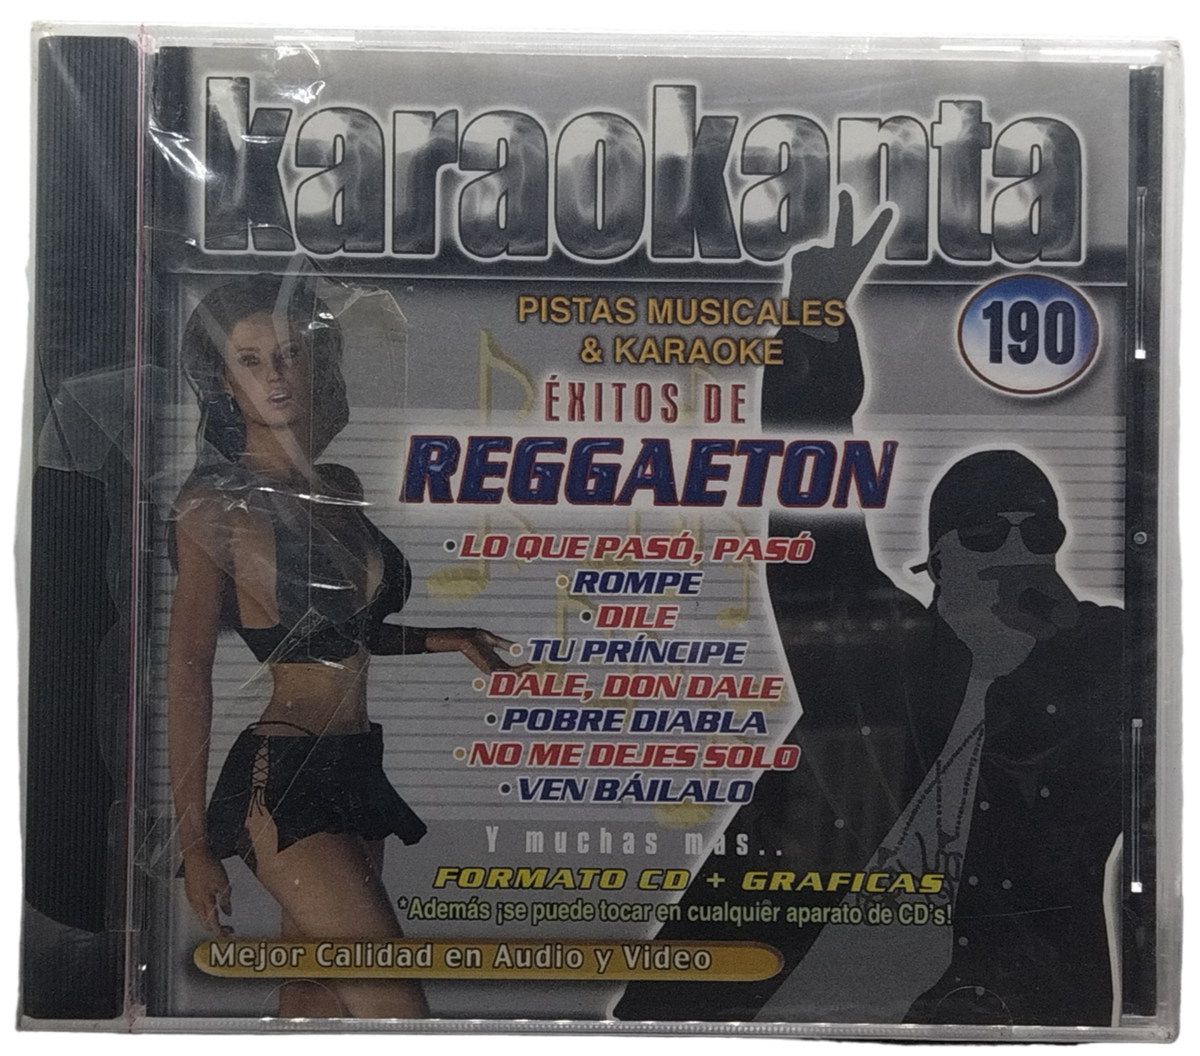 karaokanta
PISTAS MUSICALES
& KARAOKE
190
ÉXITOS DE
REGGAETON
•LO QUE PASÓ, PASÓ
•ROMPE
•DILE
•TU PRÍNCIPE
•DALE, DON DALE
•POBRE DIABLA
•NO ME DEJES SOLO
•VEN BÁILALO
Y muchas mas..
FORMATO CD + GRAFICAS
*Además ¡se puede tocar en cualquier aparato de CD's!
Mejor Calidad en Audio y Video